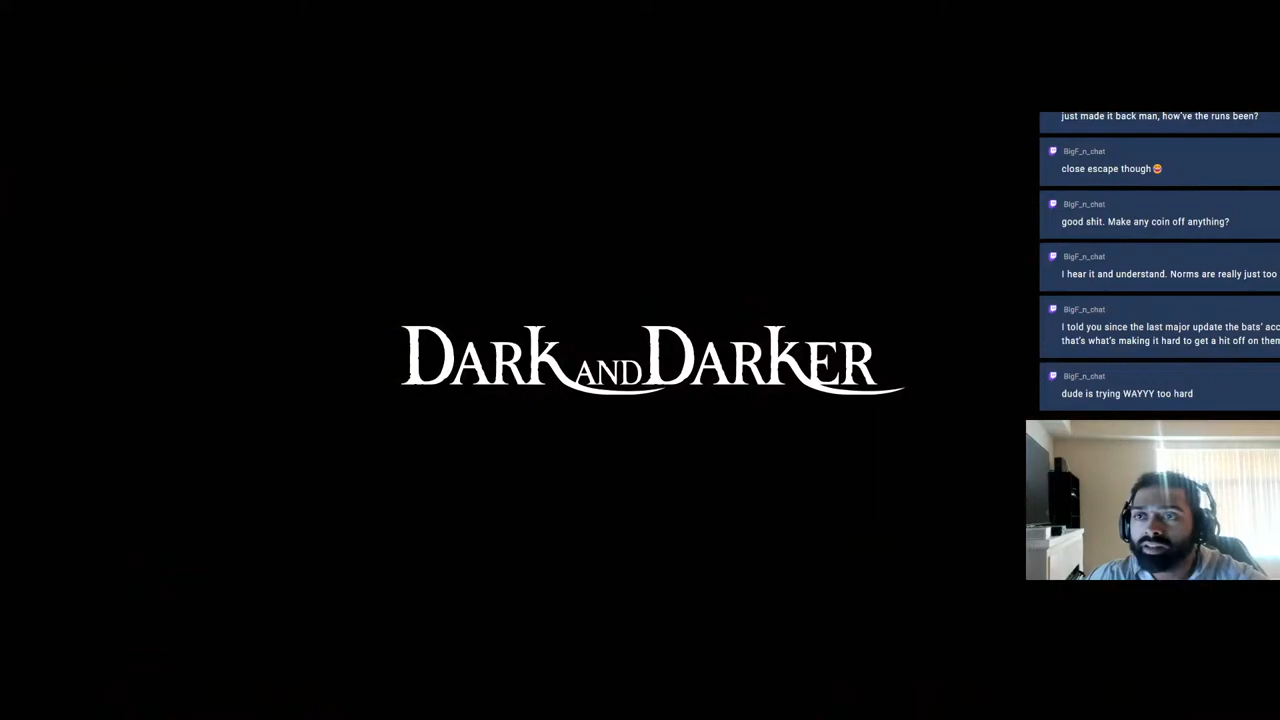 DARK AND DARKER
just made it back man, how've the runs been?
BigF_n_chat
close escape though
BigF_n_chat
good shit. Make any coin off anything?
BigF_n_chat
I hear it and understand. Norms are really just too
BigF_n_chat
I told you since the last major update the bats' acc
that's what's making it hard to get a hit off on them
BigF_n_chat
dude is trying WAYYY too hard